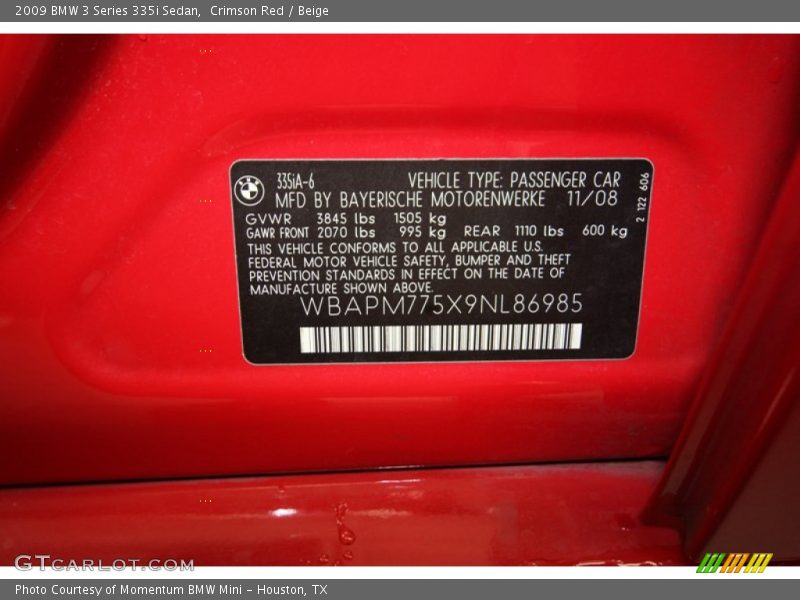 2009 BMW 3 Series 335i Sedan,  Crimson Red / Beige
335iA-6 VEHICLE TYPE: PASSENGER CAR
MFD BY BAYERISCHE MOTORENWERKE 11/08
GVWR 3845 lbs 1505 kg
GAWR FRONT 2070 lbs 995 kg REAR 1110 lbs 600 kg
THIS VEHICLE CONFORMS TO ALL APPLICABLE U.S.
FEDERAL MOTOR VEHICLE SAFETY, BUMPER AND THEFT
PREVENTION STANDARDS IN EFFECT ON THE DATE OF
MANUFACTURE SHOWN ABOVE.
WBAPM775X9NL86985
2 122 606
GTCARLOT.COM
Photo Courtesy of Momentum BMW Mini - Houston, TX